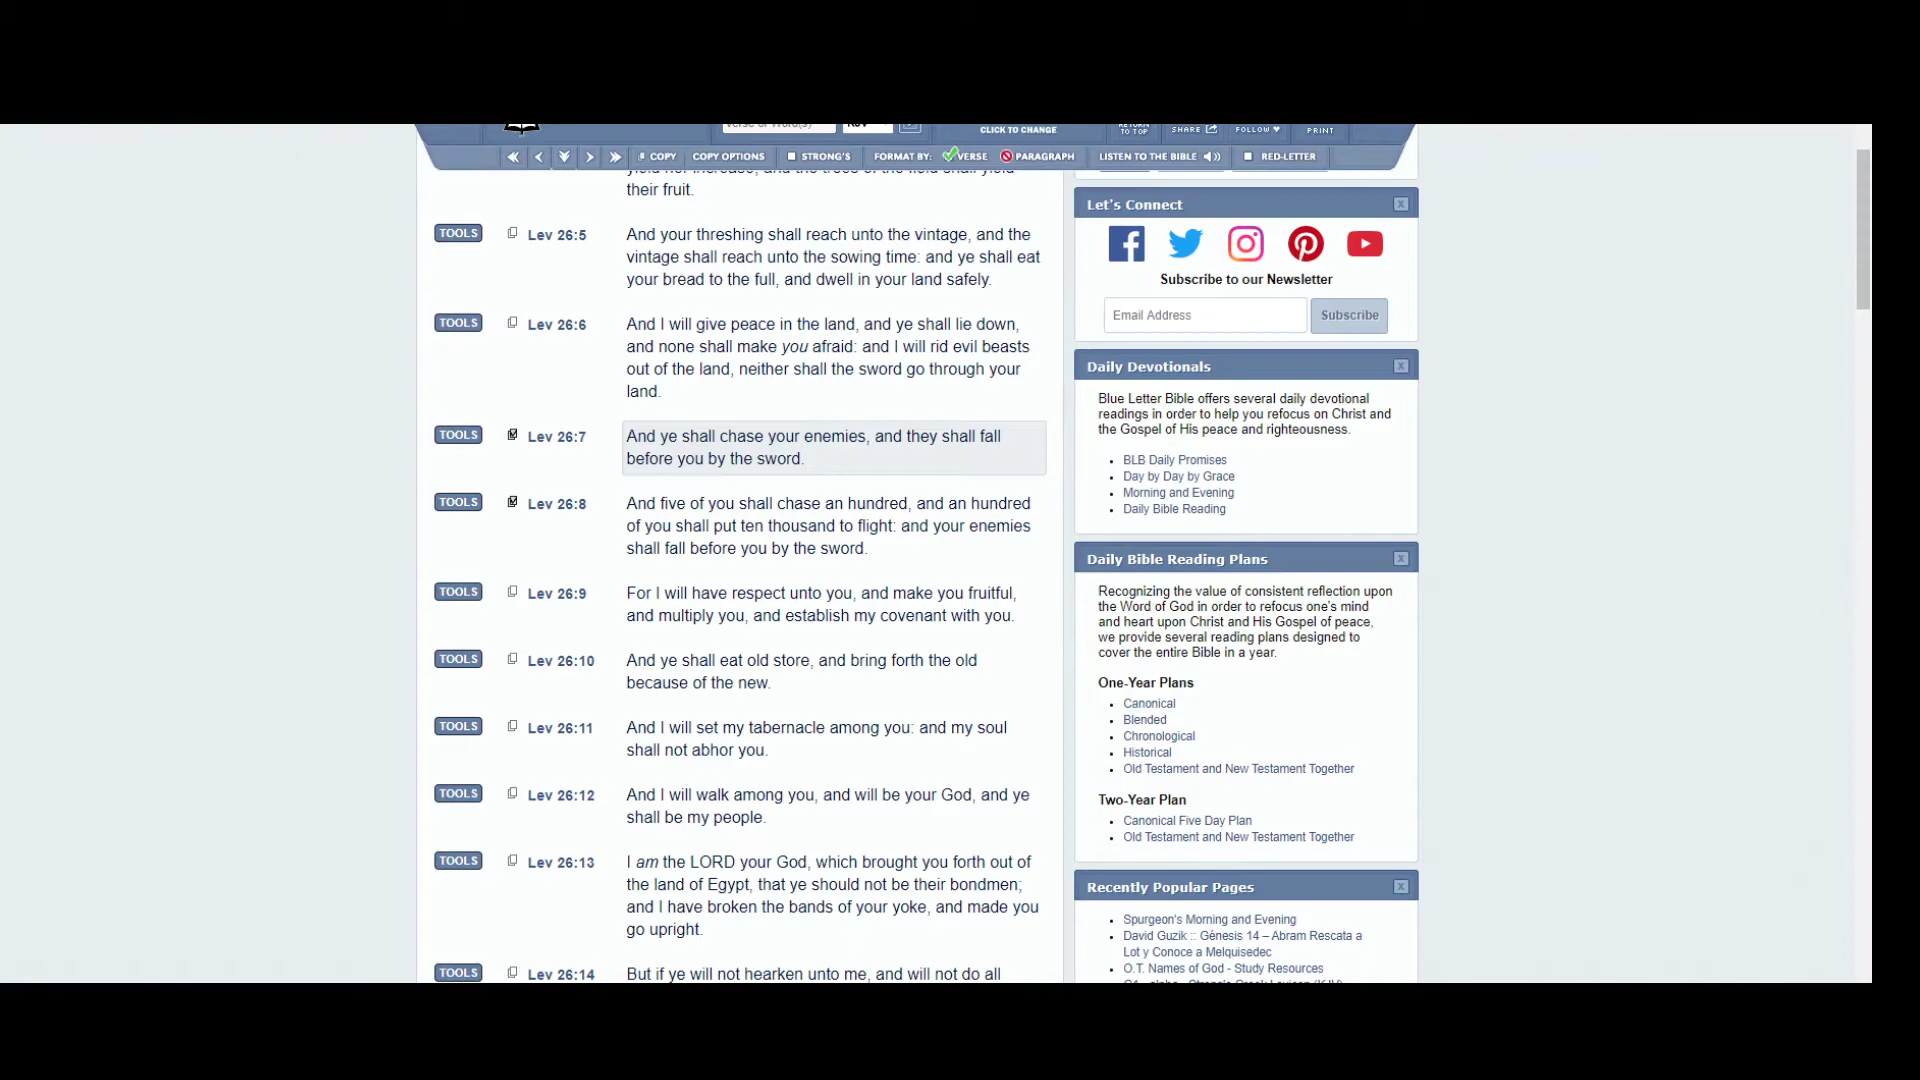 CLICK TO CHANGE
TO TOP
SHARE
FOLLOW
PRINT
COPY
COPY OPTIONS
STRONG'S
FORMAT BY:
VERSE
PARAGRAPH
LISTEN TO THE BIBLE
RED-LETTER
their fruit.
TOOLS
Lev 26:5
And your threshing shall reach unto the vintage, and the
vintage shall reach unto the sowing time: and ye shall eat
your bread to the full, and dwell in your land safely.
TOOLS
Lev 26:6
And I will give peace in the land, and ye shall lie down,
and none shall make you afraid: and I will rid evil beasts
out of the land, neither shall the sword go through your
land.
TOOLS
Lev 26:7
And ye shall chase your enemies, and they shall fall
before you by the sword.
TOOLS
Lev 26:8
And five of you shall chase an hundred, and an hundred
of you shall put ten thousand to flight: and your enemies
shall fall before you by the sword.
TOOLS
Lev 26:9
For I will have respect unto you, and make you fruitful,
and multiply you, and establish my covenant with you.
TOOLS
Lev 26:10
And ye shall eat old store, and bring forth the old
because of the new.
TOOLS
Lev 26:11
And I will set my tabernacle among you: and my soul
shall not abhor you.
TOOLS
Lev 26:12
And I will walk among you, and will be your God, and ye
shall be my people.
TOOLS
Lev 26:13
I am the LORD your God, which brought you forth out of
the land of Egypt, that ye should not be their bondmen;
and I have broken the bands of your yoke, and made you
go upright.
TOOLS
Lev 26:14
But if ye will not hearken unto me, and will not do all
Let's Connect
Subscribe to our Newsletter
Email Address
Subscribe
Daily Devotionals
Blue Letter Bible offers several daily devotional
readings in order to help you refocus on Christ and
the Gospel of His peace and righteousness.
BLB Daily Promises
Day by Day by Grace
Morning and Evening
Daily Bible Reading
Daily Bible Reading Plans
Recognizing the value of consistent reflection upon
the Word of God in order to refocus one's mind
and heart upon Christ and His Gospel of peace,
we provide several reading plans designed to
cover the entire Bible in a year.
One-Year Plans
Canonical
Blended
Chronological
Historical
Old Testament and New Testament Together
Two-Year Plan
Canonical Five Day Plan
Old Testament and New Testament Together
Recently Popular Pages
Spurgeon's Morning and Evening
David Guzik :: Génesis 14 – Abram Rescata a
Lot y Conoce a Melquisedec
O.T. Names of God - Study Resources